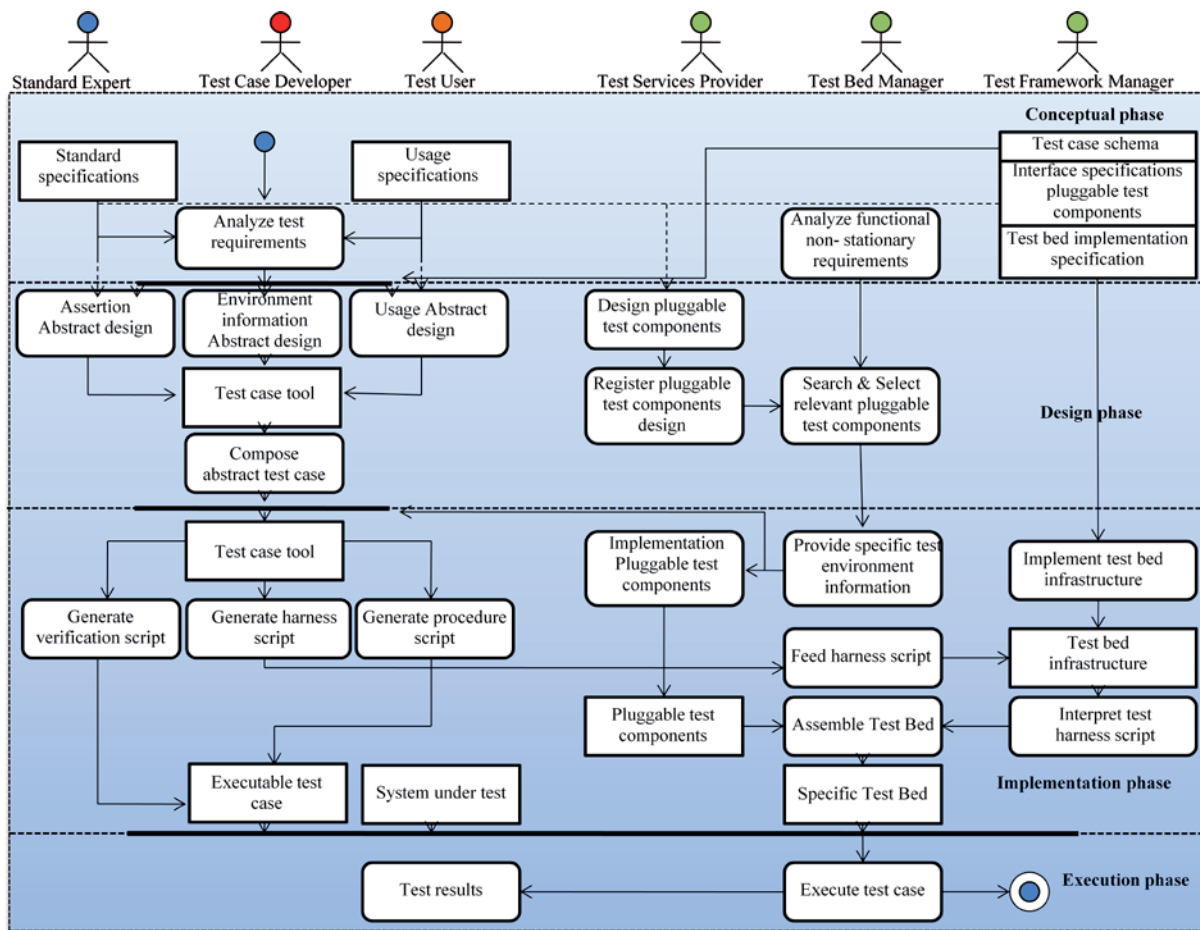 Standard Expert
Test Case Developer
Test User
Test Services Provider
Test Bed Manager
Test Framework Manager
Conceptual phase
Standard
specifications
Usage
specifications
Test case schema
Interface specifications
pluggable test
components
Test bed implementation
specification
Analyze test
requirements
Analyze functional
non- stationary
requirements
Assertion
Abstract design
Environment
information
Abstract design
Usage Abstract
design
Design pluggable
test components
Test case tool
Register pluggable
test components
design
Search & Select
relevant pluggable
test components
Design phase
Compose
abstract test case
Test case tool
Implementation
Pluggable test
components
Provide specific test
environment
information
Implement test bed
infrastructure
Generate
verification script
Generate harness
script
Generate procedure
script
Feed harness script
Test bed
infrastructure
Pluggable test
components
Assemble Test Bed
Interpret test
harness script
Executable test
case
System under test
Specific Test Bed
Implementation phase
Test results
Execute test case
Execution phase